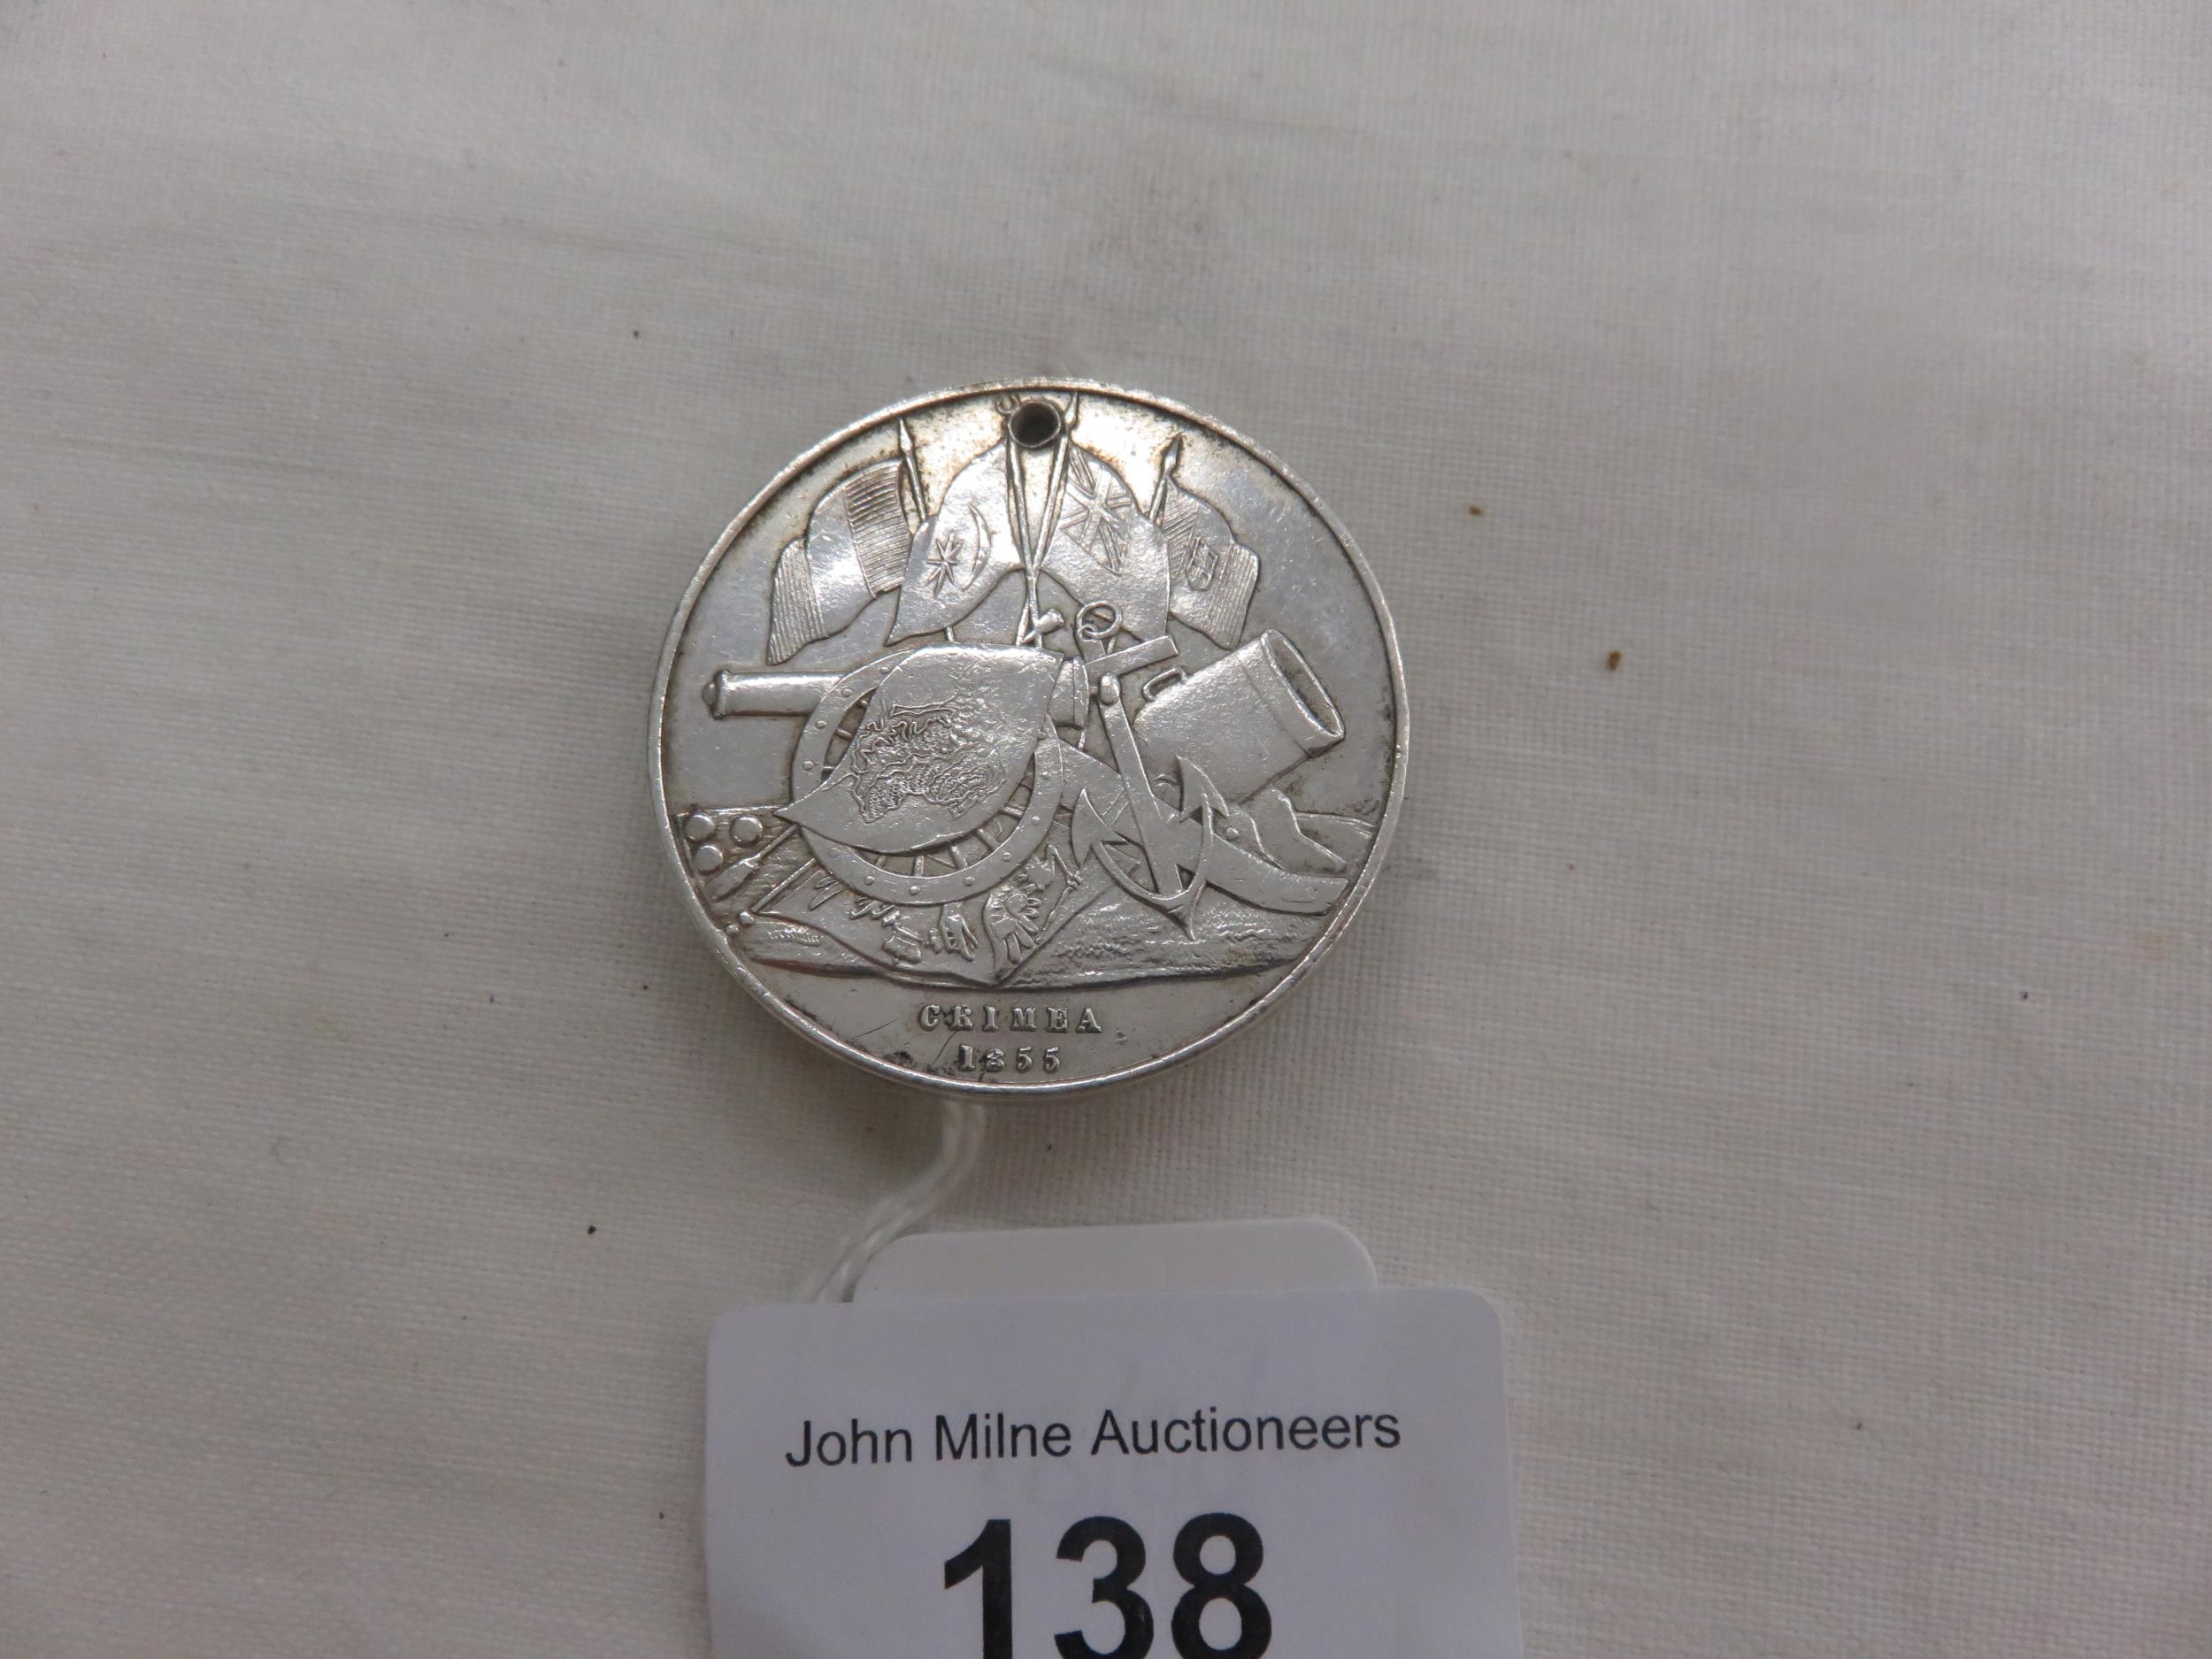 CRIMEA
1855
John Milne Auctioneers
138